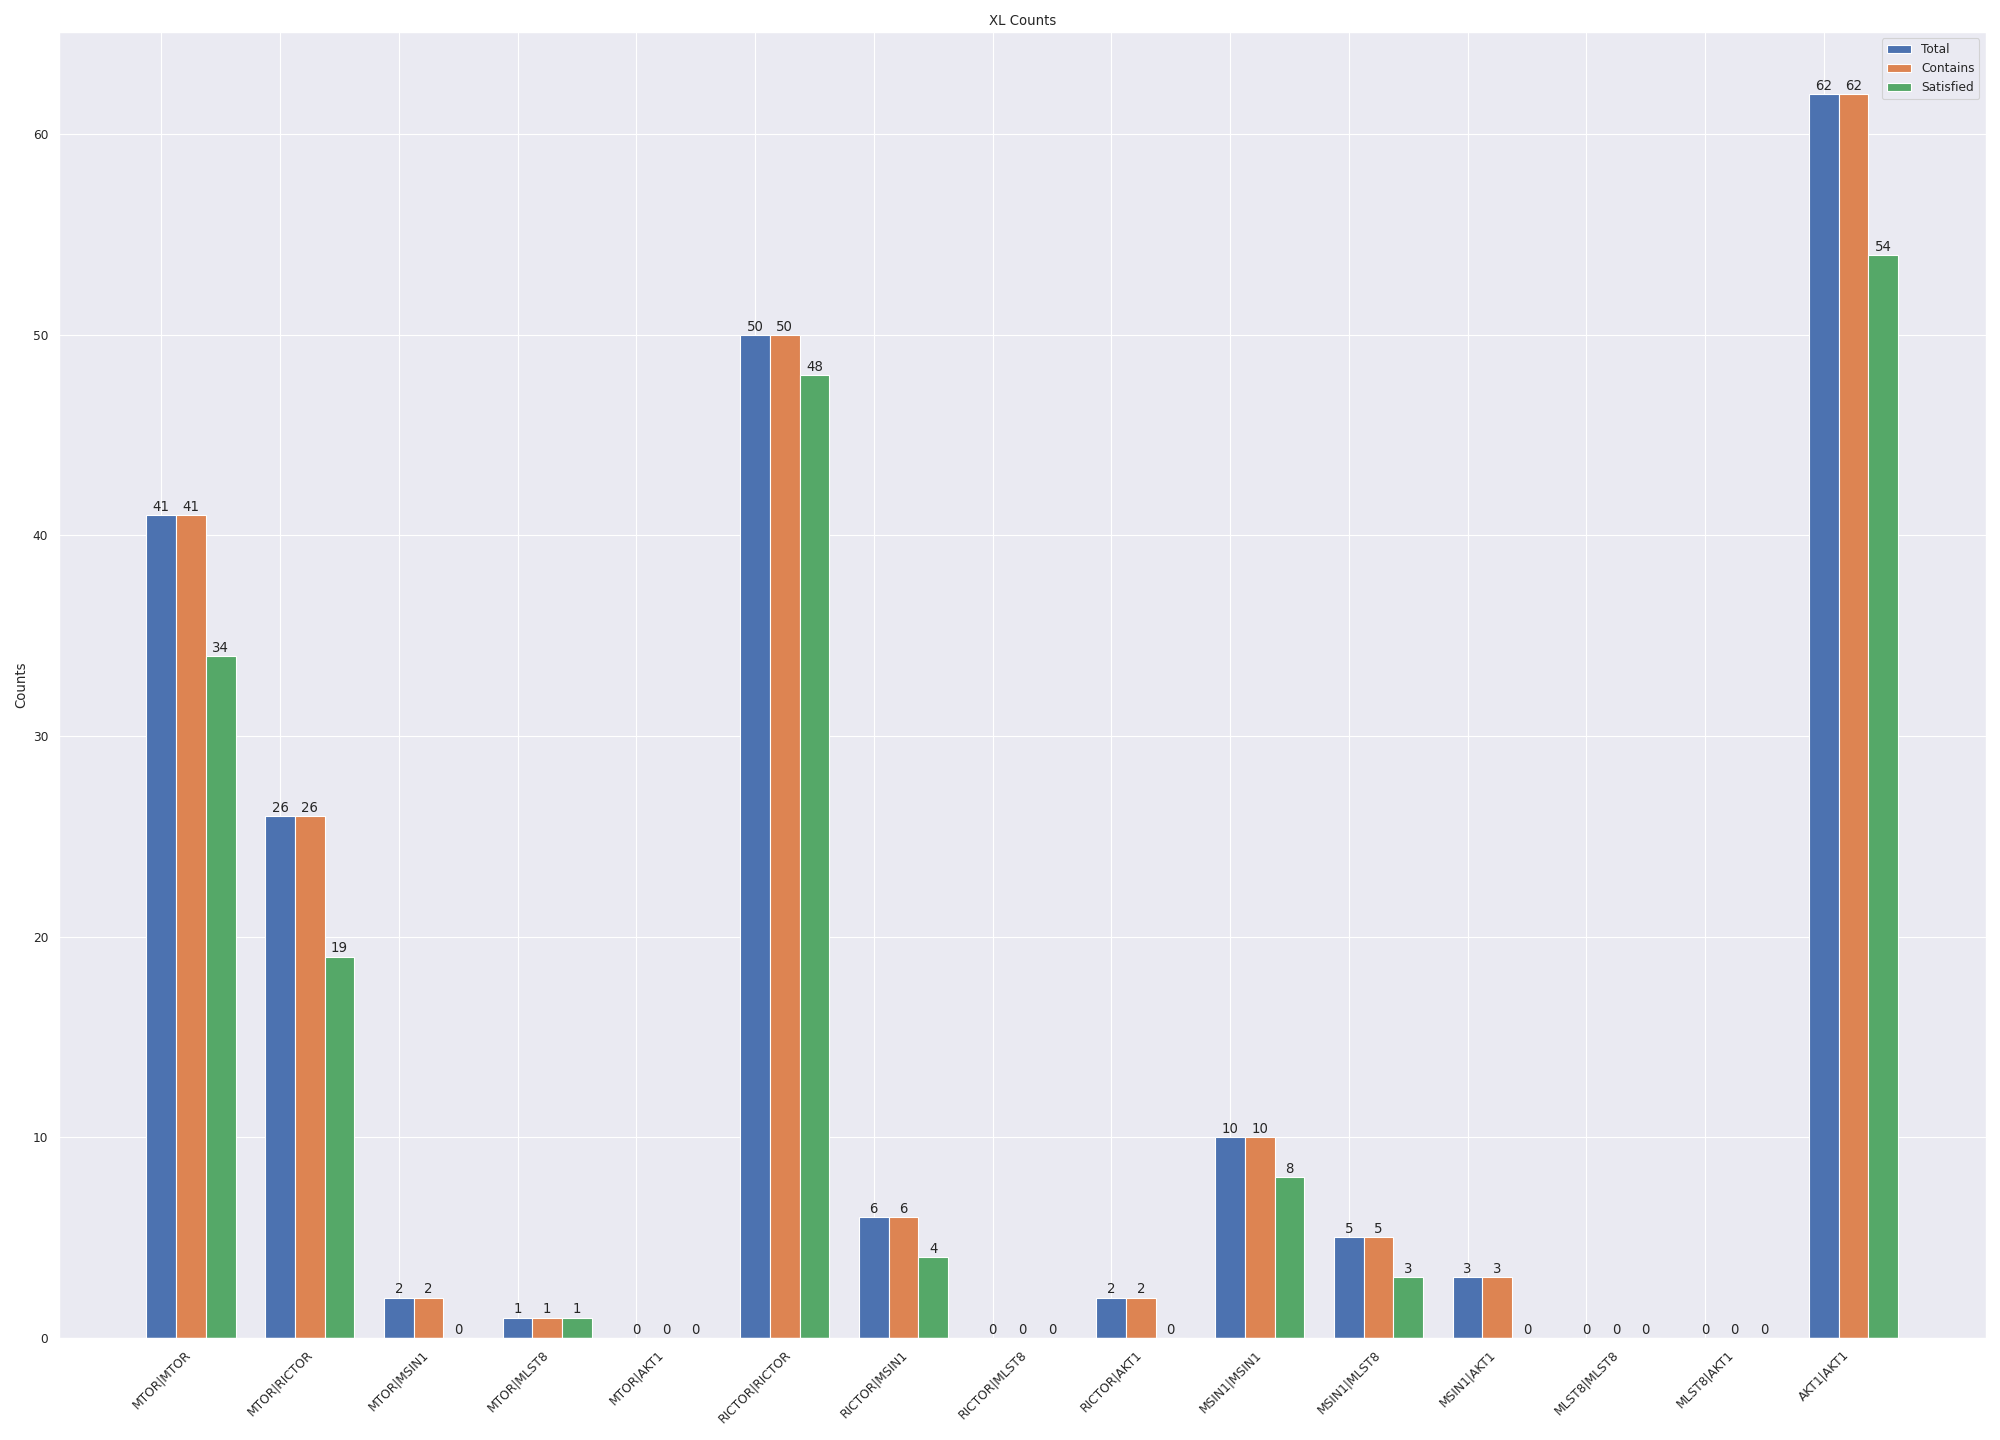 XL Counts
Total
Contains
Satisfied
Counts
60
50
40
30
20
10
0
41 41 34
26 26 19
2 2 0
1 1 1
0 0 0
50 50 48
6 6 4
0 0 0
2 2 0
10 10 8
5 5 3
3 3 0
0 0 0
0 0 0
62 62 54
MTOR|MTOR
MTOR|RICTOR
MTOR|MSIN1
MTOR|MLST8
MTOR|AKT1
RICTOR|RICTOR
RICTOR|MSIN1
RICTOR|MLST8
RICTOR|AKT1
MSIN1|MSIN1
MSIN1|MLST8
MSIN1|AKT1
MLST8|MLST8
MLST8|AKT1
AKT1|AKT1